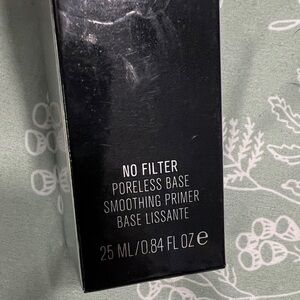 NO FILTER
PORELESS BASE
SMOOTHING PRIMER
BASE LISSANTE
25 ML/0.84 FL OZ ℮